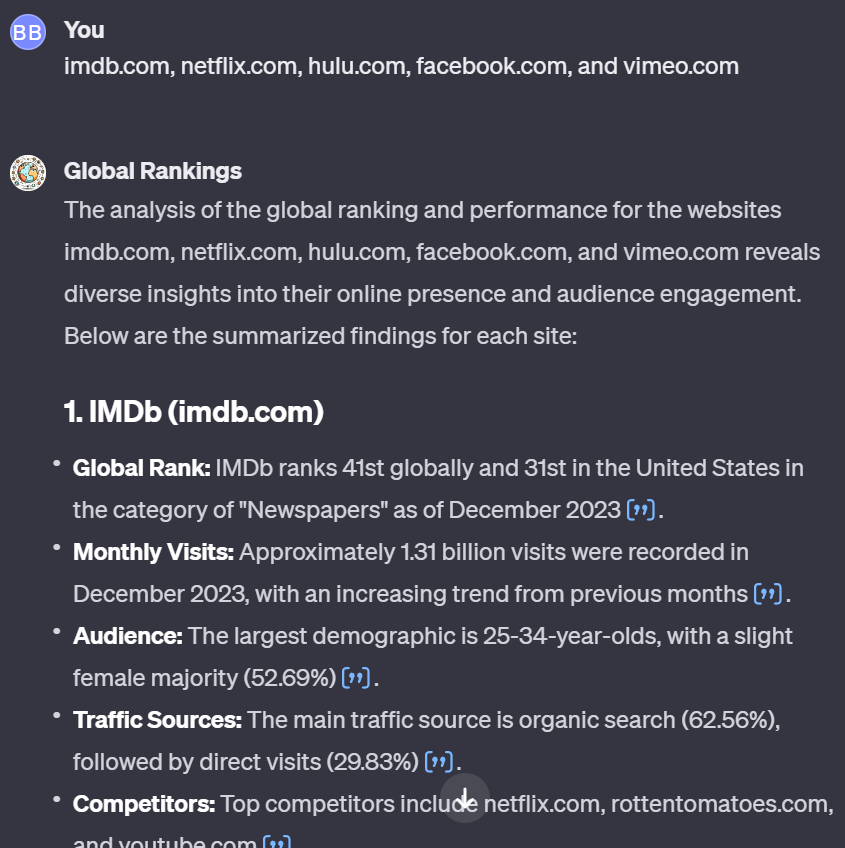 BB
You
imdb.com, netflix.com, hulu.com, facebook.com, and vimeo.com
Global Rankings
The analysis of the global ranking and performance for the websites
imdb.com, netflix.com, hulu.com, facebook.com, and vimeo.com reveals
diverse insights into their online presence and audience engagement.
Below are the summarized findings for each site:
1. IMDb (imdb.com)
• Global Rank: IMDb ranks 41st globally and 31st in the United States in
the category of "Newspapers" as of December 2023 [”].
• Monthly Visits: Approximately 1.31 billion visits were recorded in
December 2023, with an increasing trend from previous months [”].
• Audience: The largest demographic is 25-34-year-olds, with a slight
female majority (52.69%) [”].
• Traffic Sources: The main traffic source is organic search (62.56%),
followed by direct visits (29.83%) [”].
• Competitors: Top competitors include netflix.com, rottentomatoes.com,
and youtube.com [”]